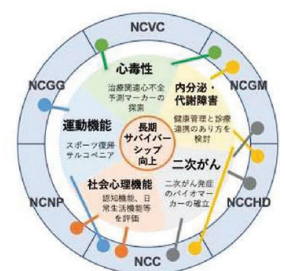 NCVC
NCGG
NCGM
心毒性
治療関連心不全
予測マーカーの
探索
内分泌・
代謝障害
健康管理と診療
連携のあり方を
検討
運動機能
スポーツ復帰
サルコペニア
長期
サバイバー
シップ
向上
二次がん
二次がん発症
のバイオマー
カーの確立
社会心理機能
認知機能、日
常生活機能等
を評価
NCNP
NCCHD
NCC